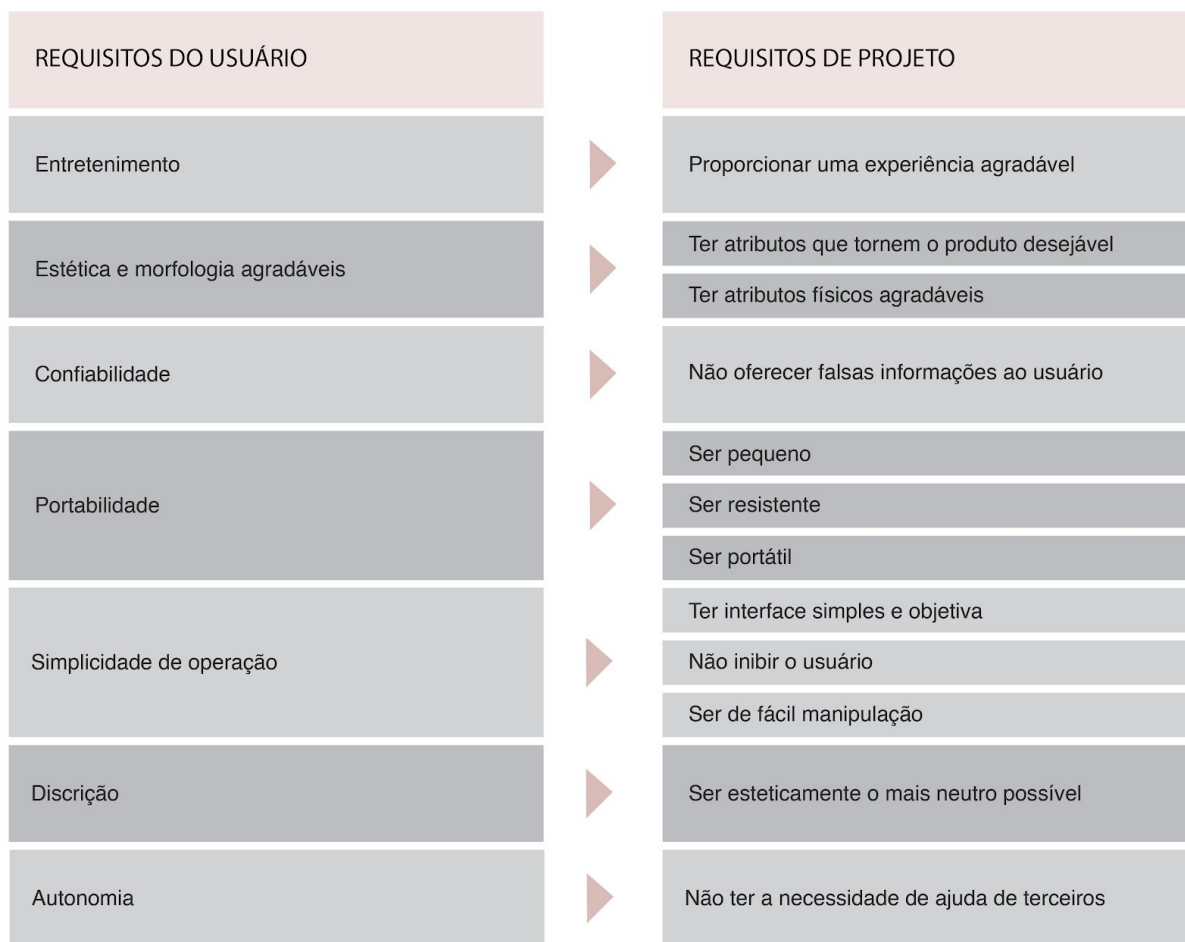 REQUISITOS DO USUÁRIO
REQUISITOS DE PROJETO
Entretenimento
Proporcionar uma experiência agradável
Estética e morfologia agradáveis
Ter atributos que tornem o produto desejável
Ter atributos físicos agradáveis
Confiabilidade
Não oferecer falsas informações ao usuário
Portabilidade
Ser pequeno
Ser resistente
Ser portátil
Simplicidade de operação
Ter interface simples e objetiva
Não inibir o usuário
Ser de fácil manipulação
Discrição
Ser esteticamente o mais neutro possível
Autonomia
Não ter a necessidade de ajuda de terceiros